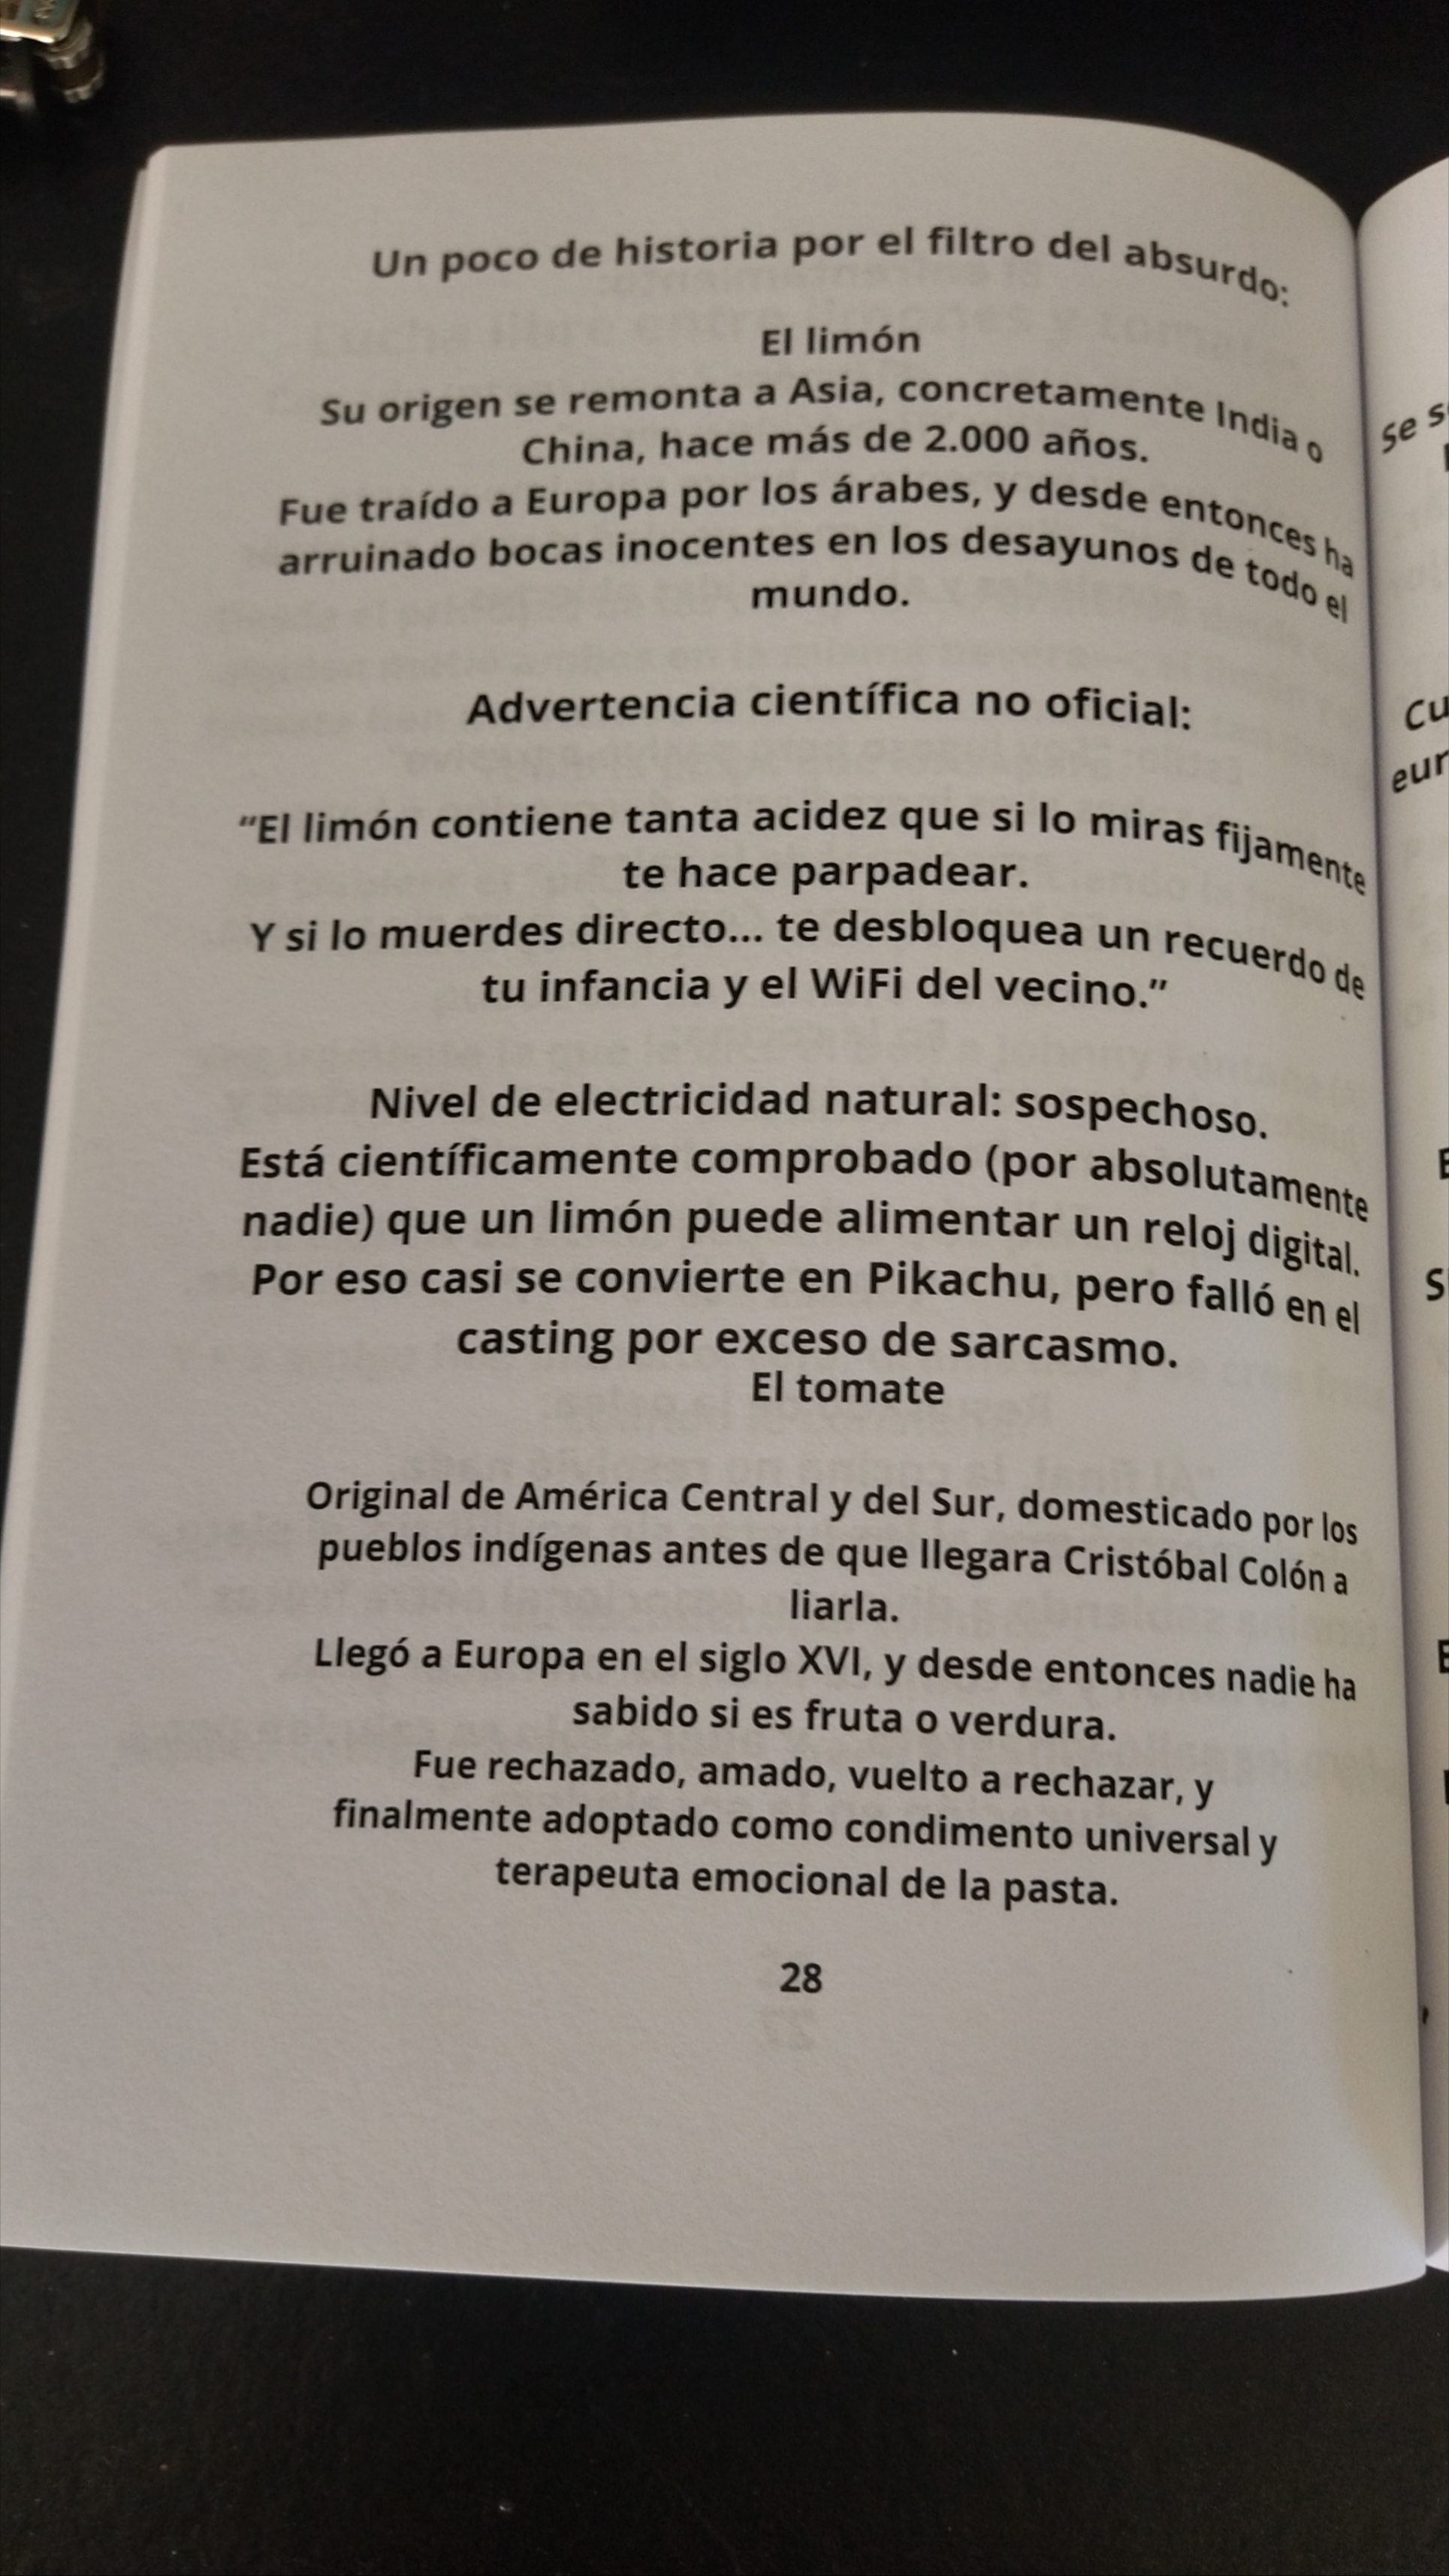 Un poco de historia por el filtro del absurdo:
El limón
Su origen se remonta a Asia, concretamente India o
China, hace más de 2.000 años.
Fue traído a Europa por los árabes, y desde entonces ha
arruinado bocas inocentes en los desayunos de todo el
mundo.
Advertencia científica no oficial:
“El limón contiene tanta acidez que si lo miras fijamente
te hace parpadear.
Y si lo muerdes directo... te desbloquea un recuerdo de
tu infancia y el WiFi del vecino.”
Nivel de electricidad natural: sospechoso.
Está científicamente comprobado (por absolutamente
nadie) que un limón puede alimentar un reloj digital.
Por eso casi se convierte en Pikachu, pero falló en el
casting por exceso de sarcasmo.
El tomate
Original de América Central y del Sur, domesticado por los
pueblos indígenas antes de que llegara Cristóbal Colón a
liarla.
Llegó a Europa en el siglo XVI, y desde entonces nadie ha
sabido si es fruta o verdura.
Fue rechazado, amado, vuelto a rechazar, y
finalmente adoptado como condimento universal y
terapeuta emocional de la pasta.
28
Se